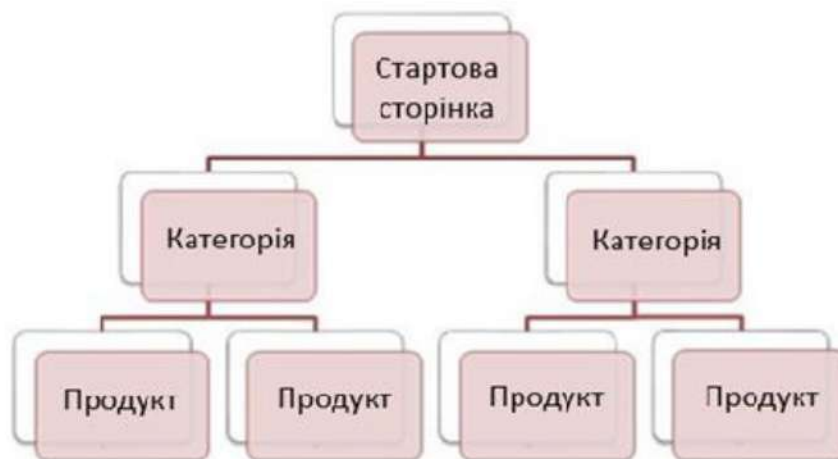 Стартова
сторінка
Категорія
Категорія
Продукт
Продукт
Продукт
Продукт